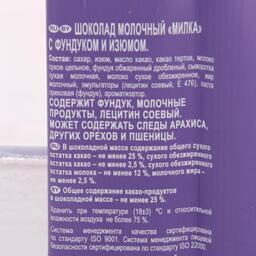 RU BY ШОКОЛАД МОЛОЧНЫЙ «МИЛКА»
С ФУНДУКОМ И ИЗЮМОМ.
Состав: сахар, изюм, масло какао, какао тертое, молоко
сухое цельное, фундук обжаренный дробленый, сыворотка
сухая молочная, молоко сухое обезжиренное, жир
молочный, эмульгаторы (лецитин соевый, Е 476), паста
ореховая (фундук), ароматизатор.
СОДЕРЖИТ ФУНДУК, МОЛОЧНЫЕ
ПРОДУКТЫ, ЛЕЦИТИН СОЕВЫЙ.
МОЖЕТ СОДЕРЖАТЬ СЛЕДЫ АРАХИСА,
ДРУГИХ ОРЕХОВ И ПШЕНИЦЫ.
RU В шоколадной массе содержание общего сухого
остатка какао – не менее 25 %, сухого обезжиренного
остатка какао – не менее 2,5 %, сухого обезжиренного
остатка молока – не менее 12 %, молочного жира –
не менее 2,5 %.
BY Общее содержание какао-продуктов
в шоколадной массе – не менее 25 %.
Хранить при температуре (18±3) °С и относительной
влажности воздуха не более 75 %.
Система менеджмента качества сертифицирована
по стандарту ISO 9001. Система менеджмента пищевой
безопасности сертифицирована по стандарту ISO 22000.